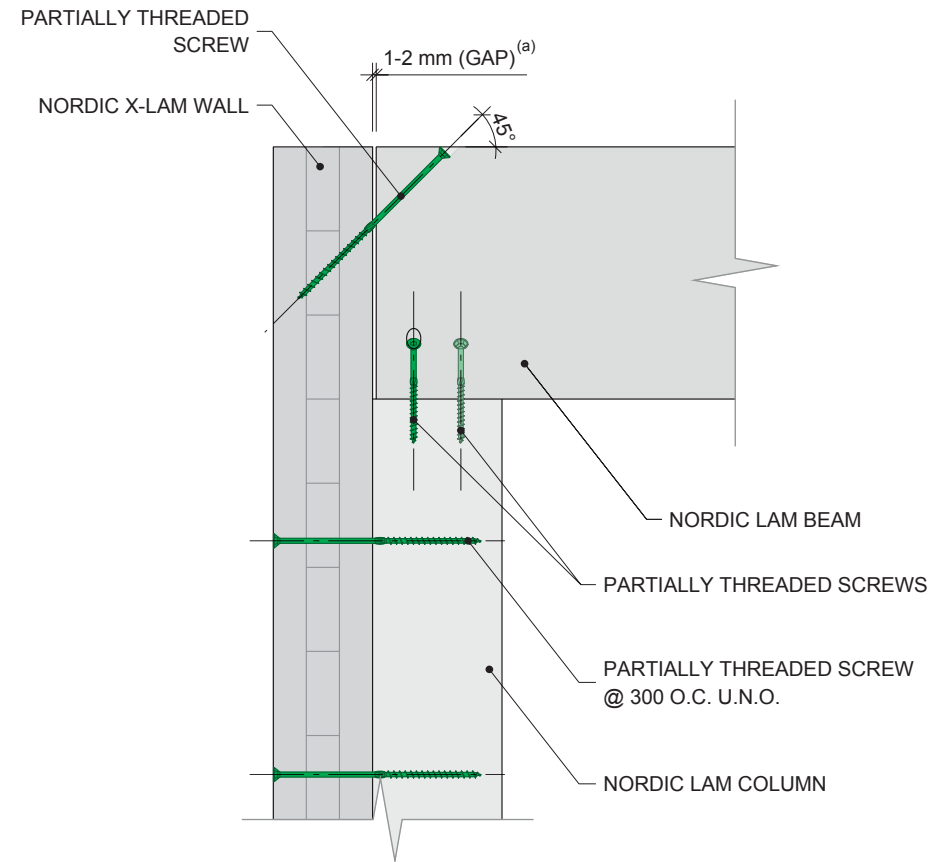 PARTIALLY THREADED
SCREW
1-2 mm (GAP)(a)
NORDIC X-LAM WALL
45°
NORDIC LAM BEAM
PARTIALLY THREADED SCREWS
PARTIALLY THREADED SCREW
@ 300 O.C. U.N.O.
NORDIC LAM COLUMN